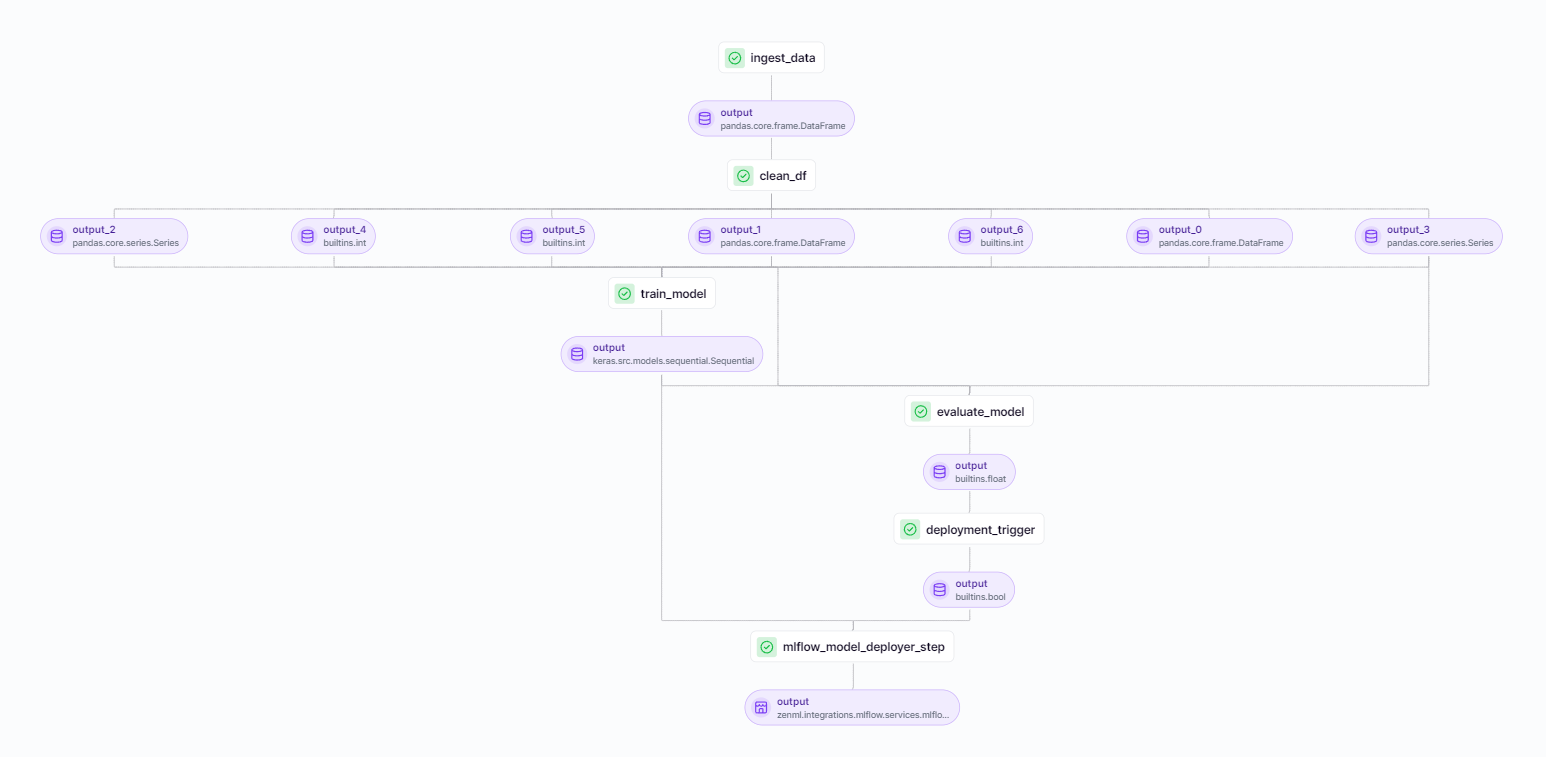 ingest_data
output
pandas.core.frame.DataFrame
clean_df
output_2
pandas.core.series.Series
output_4
builtins.int
output_5
builtins.int
output_1
pandas.core.frame.DataFrame
output_6
builtins.int
output_0
pandas.core.frame.DataFrame
output_3
pandas.core.series.Series
train_model
output
keras.src.models.sequential.Sequential
evaluate_model
output
builtins.float
deployment_trigger
output
builtins.bool
mlflow_model_deployer_step
output
zenml.integrations.mlflow.services.mlflo...